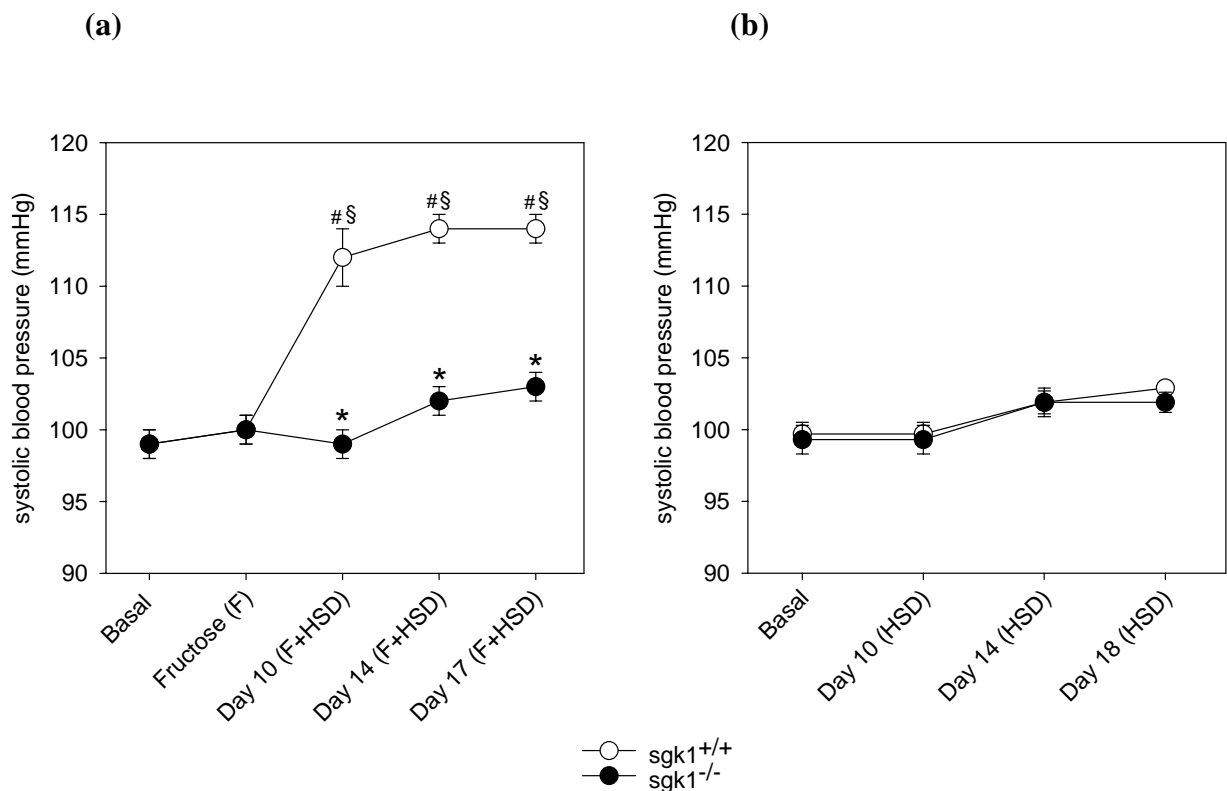 (a)
(b)
systolic blood pressure (mmHg)
120
115
110
105
100
95
90
#§
#§
#§
*
*
*
Basal
Fructose (F)
Day 10 (F+HSD)
Day 14 (F+HSD)
Day 17 (F+HSD)
systolic blood pressure (mmHg)
120
115
110
105
100
95
90
Basal
Day 10 (HSD)
Day 14 (HSD)
Day 18 (HSD)
sgk1+/+
sgk1-/-